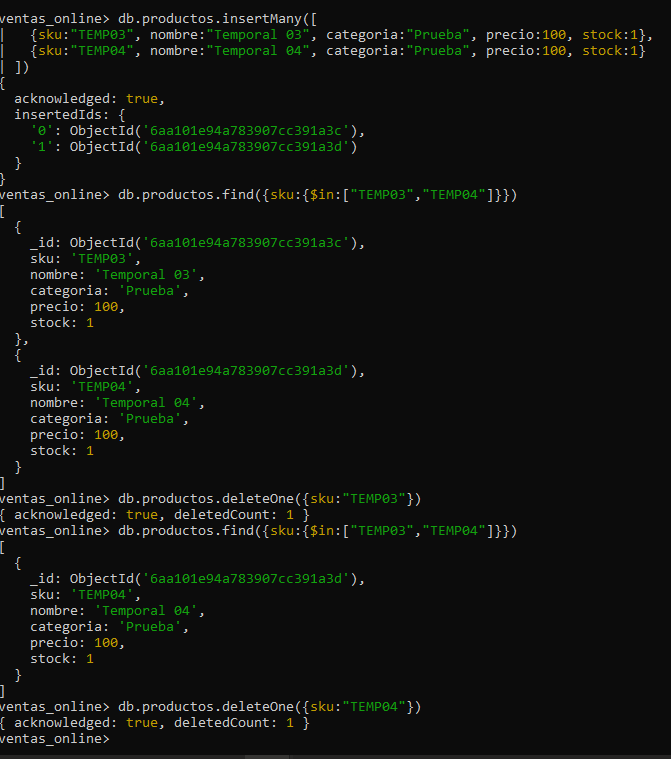 ventas_online> db.productos.insertMany([
|   {sku:"TEMP03", nombre:"Temporal 03", categoria:"Prueba", precio:100, stock:1},
|   {sku:"TEMP04", nombre:"Temporal 04", categoria:"Prueba", precio:100, stock:1}
| ])
{
  acknowledged: true,
  insertedIds: {
    '0': ObjectId('6aa101e94a783907cc391a3c'),
    '1': ObjectId('6aa101e94a783907cc391a3d')
  }
}
ventas_online> db.productos.find({sku:{$in:["TEMP03","TEMP04"]}})
[
  {
    _id: ObjectId('6aa101e94a783907cc391a3c'),
    sku: 'TEMP03',
    nombre: 'Temporal 03',
    categoria: 'Prueba',
    precio: 100,
    stock: 1
  },
  {
    _id: ObjectId('6aa101e94a783907cc391a3d'),
    sku: 'TEMP04',
    nombre: 'Temporal 04',
    categoria: 'Prueba',
    precio: 100,
    stock: 1
  }
]
ventas_online> db.productos.deleteOne({sku:"TEMP03"})
{ acknowledged: true, deletedCount: 1 }
ventas_online> db.productos.find({sku:{$in:["TEMP03","TEMP04"]}})
[
  {
    _id: ObjectId('6aa101e94a783907cc391a3d'),
    sku: 'TEMP04',
    nombre: 'Temporal 04',
    categoria: 'Prueba',
    precio: 100,
    stock: 1
  }
]
ventas_online> db.productos.deleteOne({sku:"TEMP04"})
{ acknowledged: true, deletedCount: 1 }
ventas_online>